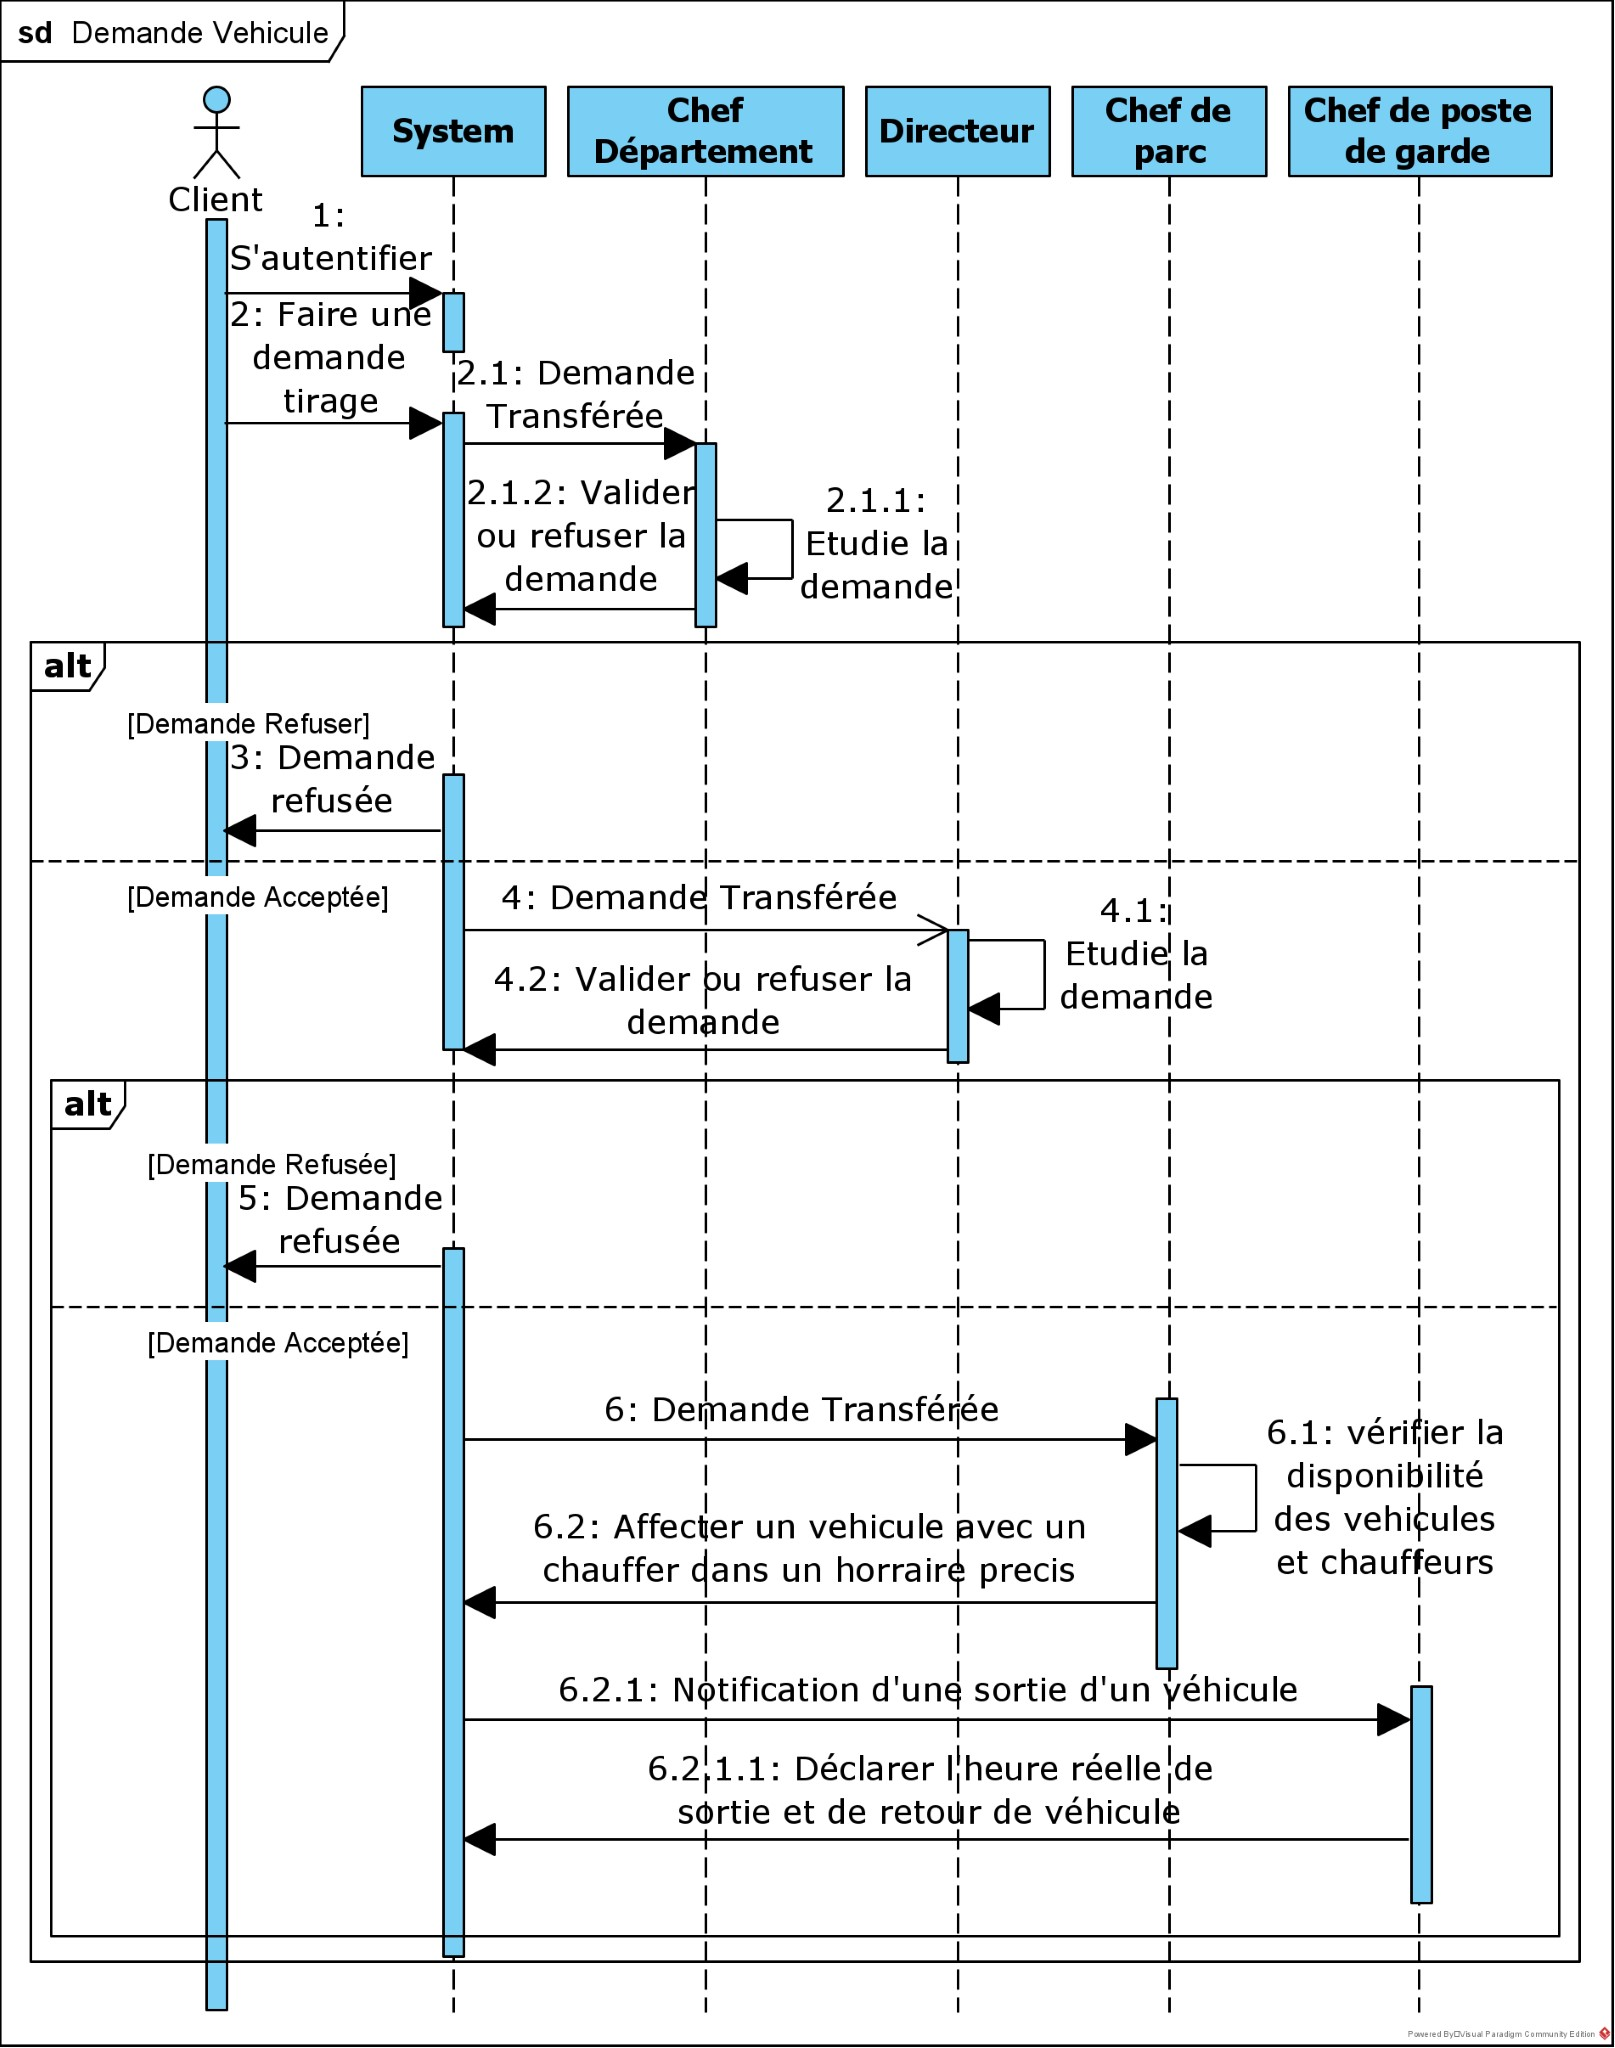 sd Demande Vehicule
Client
System
Chef
Département
Directeur
Chef de
parc
Chef de poste
de garde
1:
S'autentifier
2: Faire une
demande
tirage
2.1: Demande
Transférée
2.1.1:
Etudie la
demande
2.1.2: Valider
ou refuser la
demande
alt
[Demande Refuser]
3: Demande
refusée
[Demande Acceptée]
4: Demande Transférée
4.1:
Etudie la
demande
4.2: Valider ou refuser la
demande
alt
[Demande Refusée]
5: Demande
refusée
[Demande Acceptée]
6: Demande Transférée
6.1: vérifier la
disponibilité
des vehicules
et chauffeurs
6.2: Affecter un vehicule avec un
chauffer dans un horraire precis
6.2.1: Notification d'une sortie d'un véhicule
6.2.1.1: Déclarer l'heure réelle de
sortie et de retour de véhicule
Powered By Visual Paradigm Community Edition